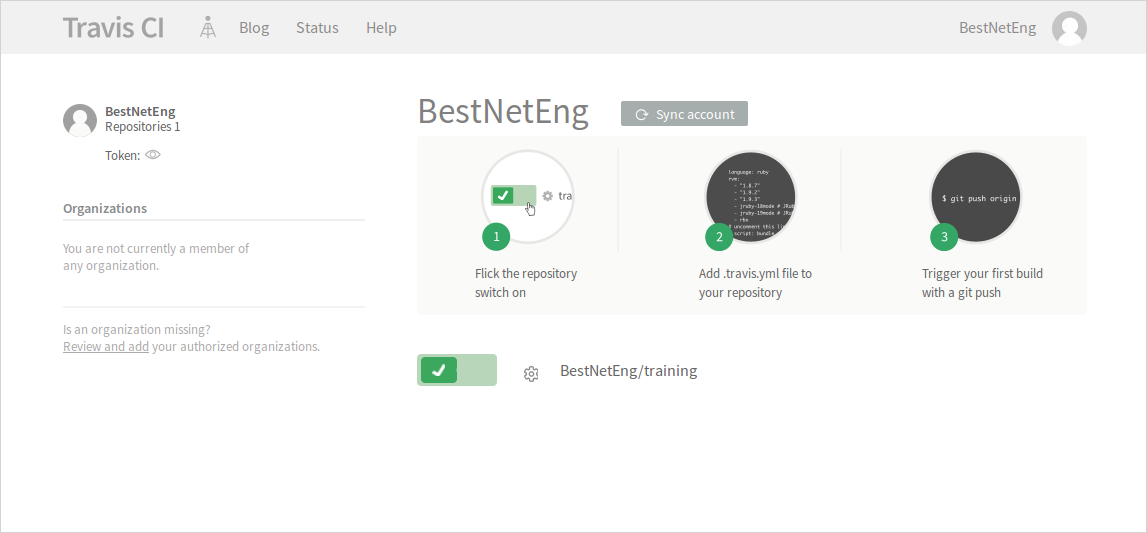 Travis CI
Blog
Status
Help
BestNetEng
BestNetEng
Repositories 1
Token:
Organizations
You are not currently a member of
any organization.
Is an organization missing?
Review and add your authorized organizations.
BestNetEng
Sync account
tra
1
Flick the repository
switch on
language: ruby
rvm:
- "1.8.7"
- "1.9.2"
- "1.9.3"
- jruby-18mode # JRub
- jruby-19mode # JRub
- rbx
# uncomment this li
script: bundle
2
Add .travis.yml file to
your repository
$ git push origin
3
Trigger your first build
with a git push
BestNetEng/training